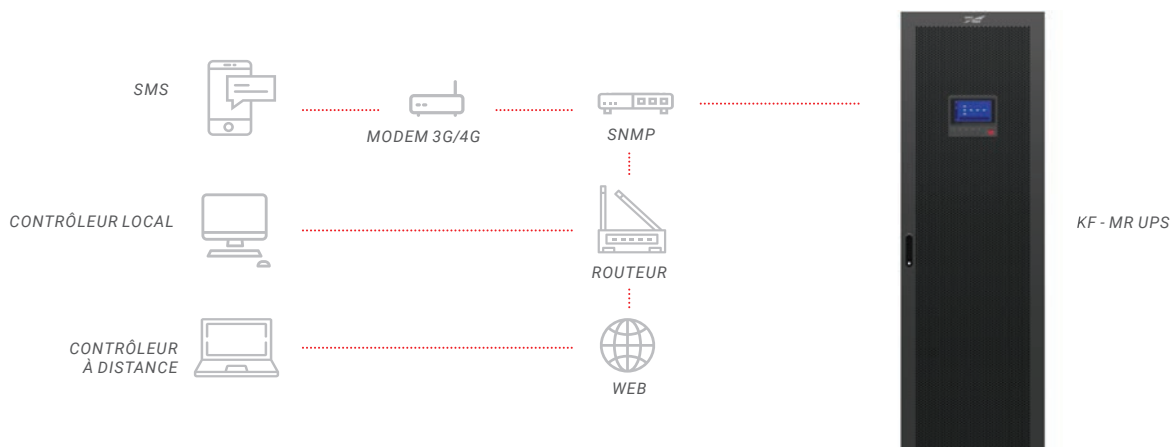 SMS
MODEM 3G/4G
SNMP
CONTRÔLEUR LOCAL
ROUTEUR
KF - MR UPS
CONTRÔLEUR
À DISTANCE
WEB